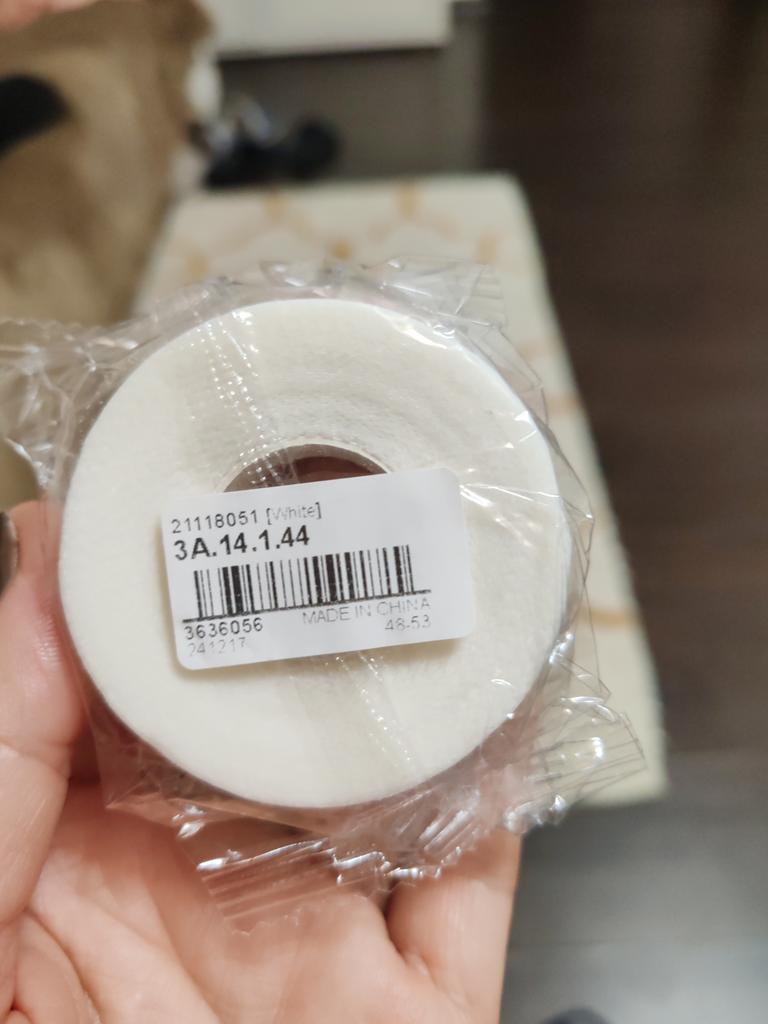 21118051 [White]
3A.14.1.44
3636056 MADE IN CHINA
241217 48-53